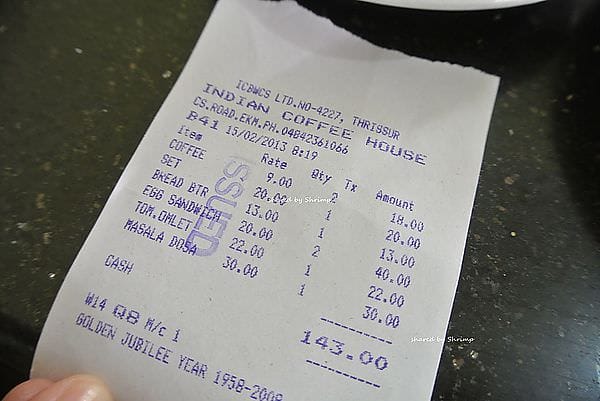 ICBWCS LTD.NO-4227, THRISSUR
INDIAN COFFEE HOUSE
CS.ROAD.EKM.PH.04842361066
B41 15/02/2013 8:19
Item Rate Qty Tx Amount
COFFEE 9.00 2 18.00
SET 20.00 1 20.00
BREAD BTR 13.00 1 13.00
EGG SANDWICH 20.00 2 40.00
TOM.OMLET 22.00 1 22.00
MASALA DOSA 30.00 1 30.00
CASH 143.00
W14 QB M/c 1
GOLDEN JUBILEE YEAR 1958-2008
ISSUED
shared by Shrimp
shared by Shrimp